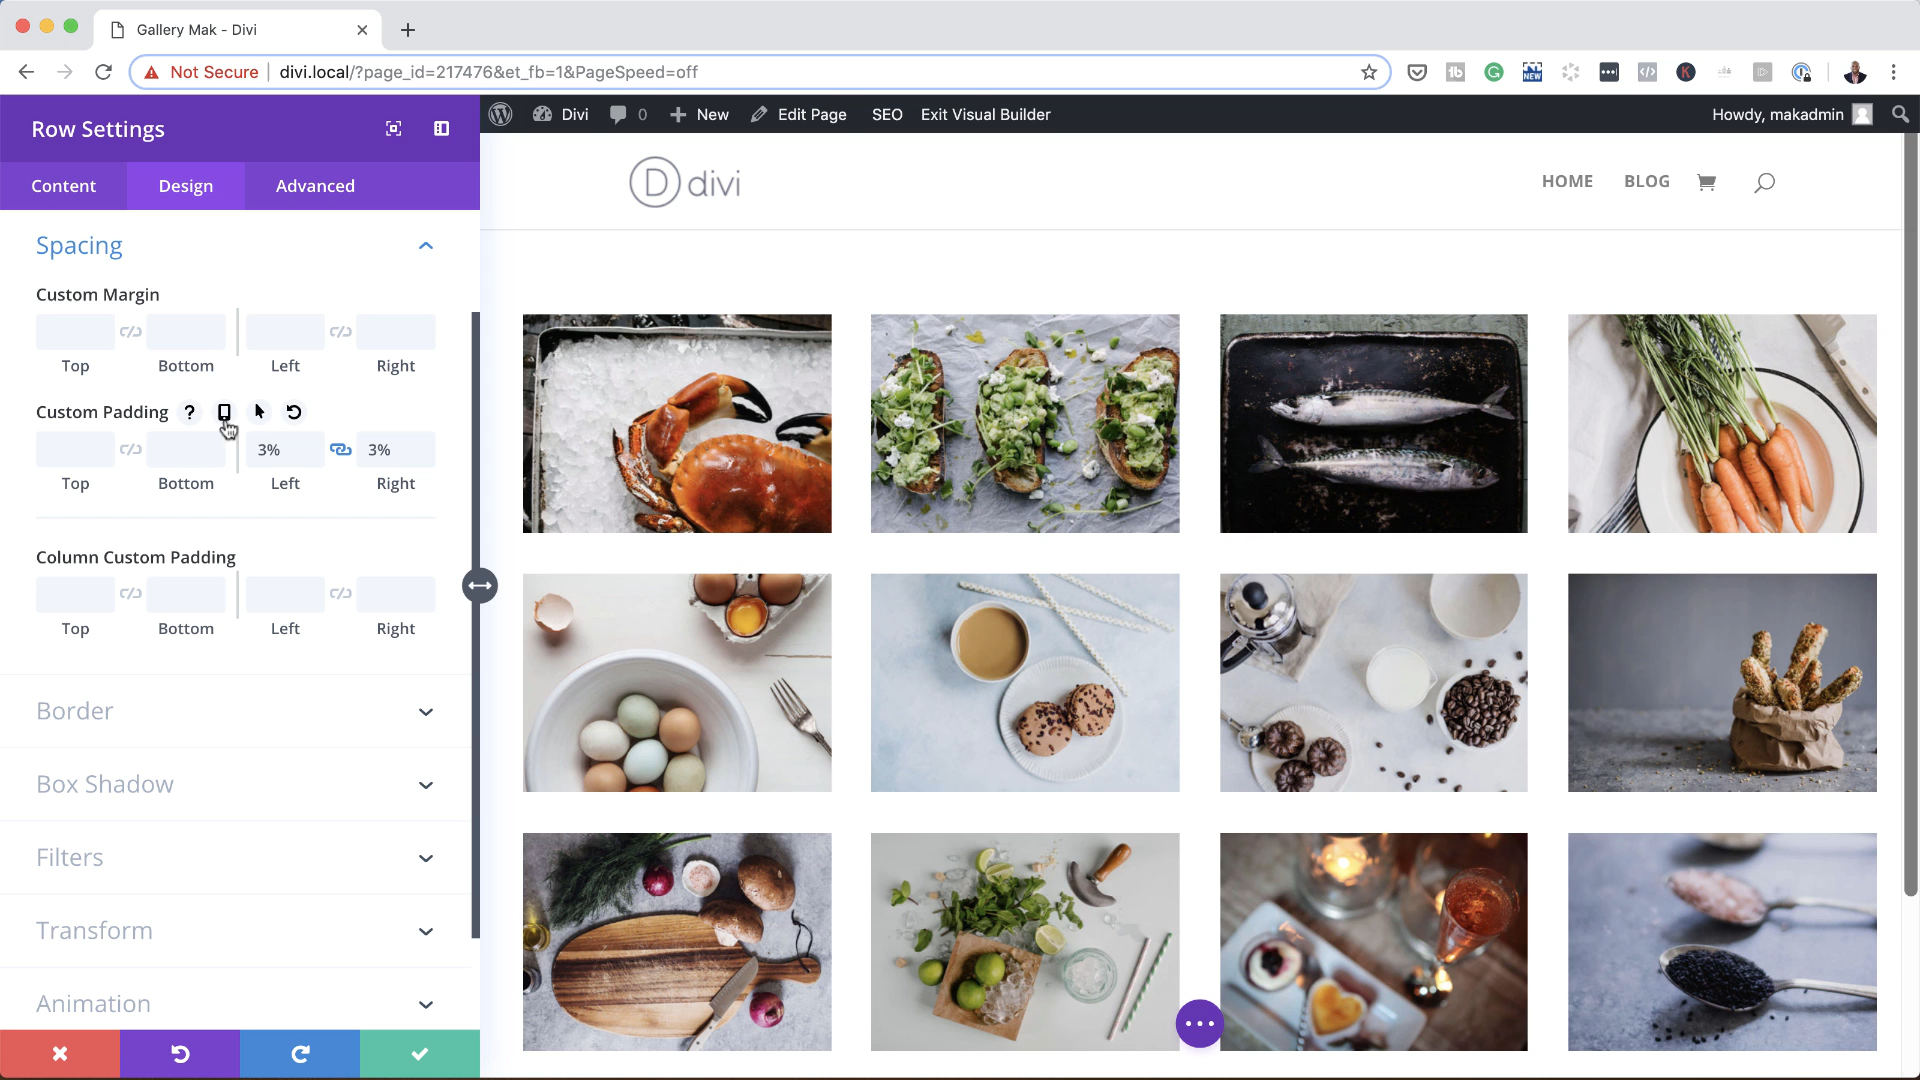 Gallery Mak - Divi
Not Secure
divi.local/?page_id=217476&et_fb=1&PageSpeed=off
Row Settings
Divi
0
New
Edit Page
SEO
Exit Visual Builder
Howdy, makadmin
Content
Design
Advanced
D divi
HOME
BLOG
Spacing
Custom Margin
Top
Bottom
Left
Right
Custom Padding
?
3%
3%
Top
Bottom
Left
Right
Column Custom Padding
Top
Bottom
Left
Right
Border
Box Shadow
Filters
Transform
Animation